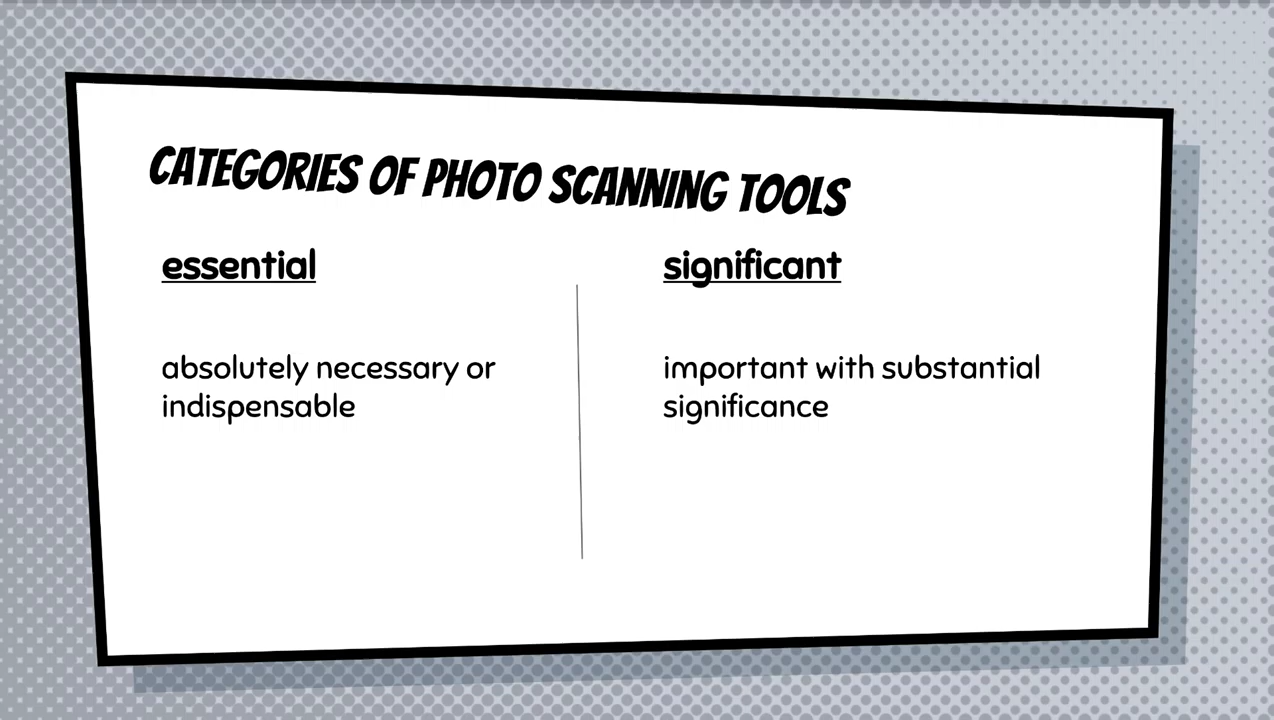 CATEGORIES OF PHOTO SCANNING TOOLS
essential
absolutely necessary or
indispensable
significant
important with substantial
significance